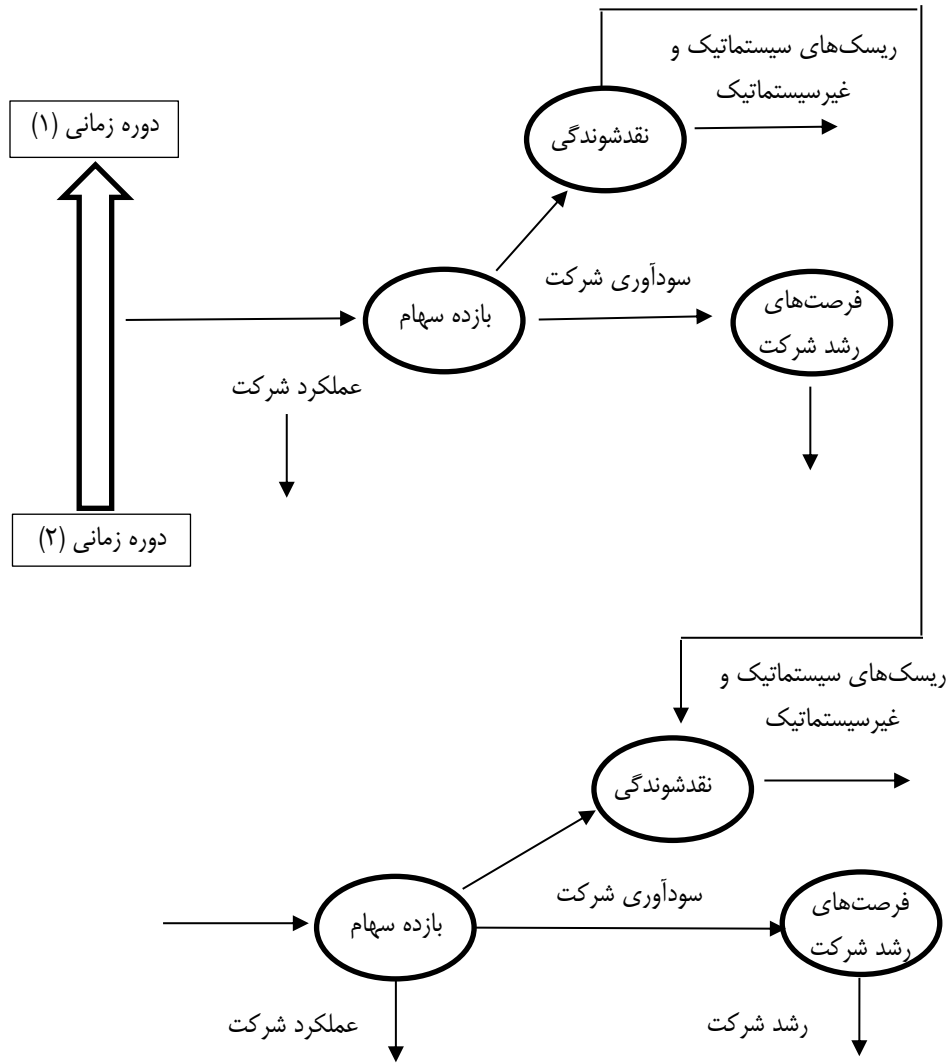 ریسک‌های سیستماتیک و
غیرسیستماتیک
دوره زمانی (۱)
نقدشوندگی
سودآوری شرکت
فرصت‌های
رشد شرکت
بازده سهام
عملکرد شرکت
دوره زمانی (۲)
ریسک‌های سیستماتیک و
غیرسیستماتیک
نقدشوندگی
سودآوری شرکت
فرصت‌های
رشد شرکت
بازده سهام
رشد شرکت
عملکرد شرکت